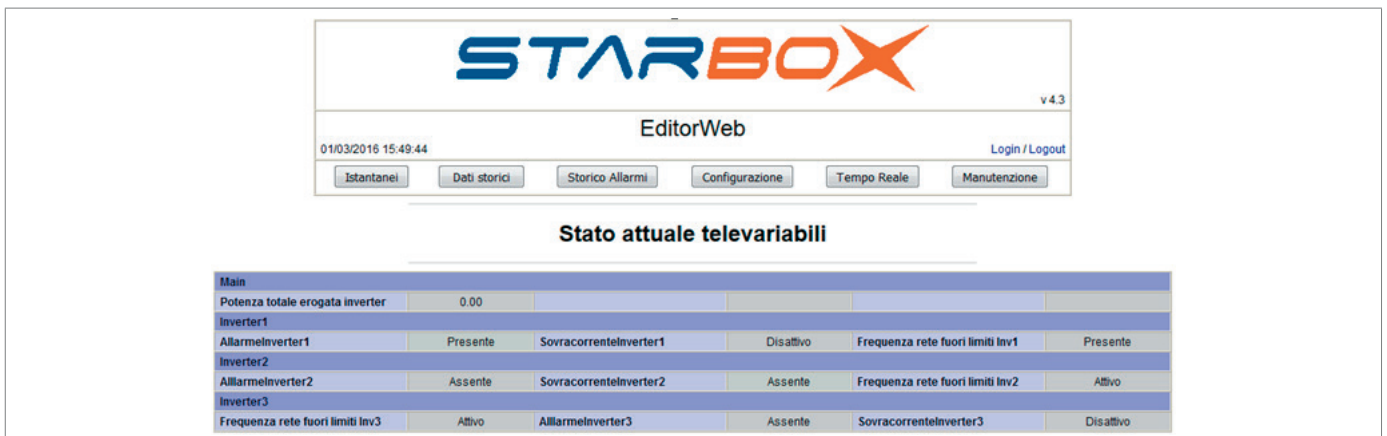 STARBOX
v 4.3
EditorWeb
01/03/2016 15:49:44 Login / Logout
Istantanei Dati storici Storico Allarmi Configurazione Tempo Reale Manutenzione
Stato attuale televariabili
Main
Potenza totale erogata inverter 0.00
Inverter1
AllarmeInverter1 Presente SovracorrenteInverter1 Disattivo Frequenza rete fuori limiti Inv1 Presente
Inverter2
AlllarmeInverter2 Assente SovracorrenteInverter2 Assente Frequenza rete fuori limiti Inv2 Attivo
Inverter3
Frequenza rete fuori limiti Inv3 Attivo AlllarmeInverter3 Assente SovracorrenteInverter3 Disattivo